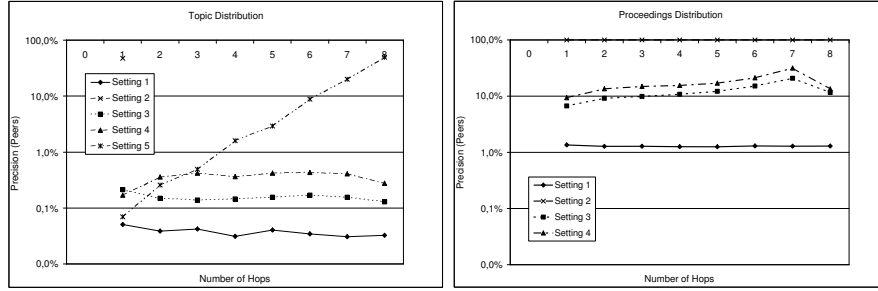 Topic Distribution
100,0%
0 1 2 3 4 5 6 7 8
10,0%
1,0%
0,1%
0,0%
Precision (Peers)
Setting 1
Setting 2
Setting 3
Setting 4
Setting 5
Number of Hops
Proceedings Distribution
100,0%
0 1 2 3 4 5 6 7 8
10,0%
1,0%
0,1%
0,0%
Precision (Peers)
Setting 1
Setting 2
Setting 3
Setting 4
Number of Hops